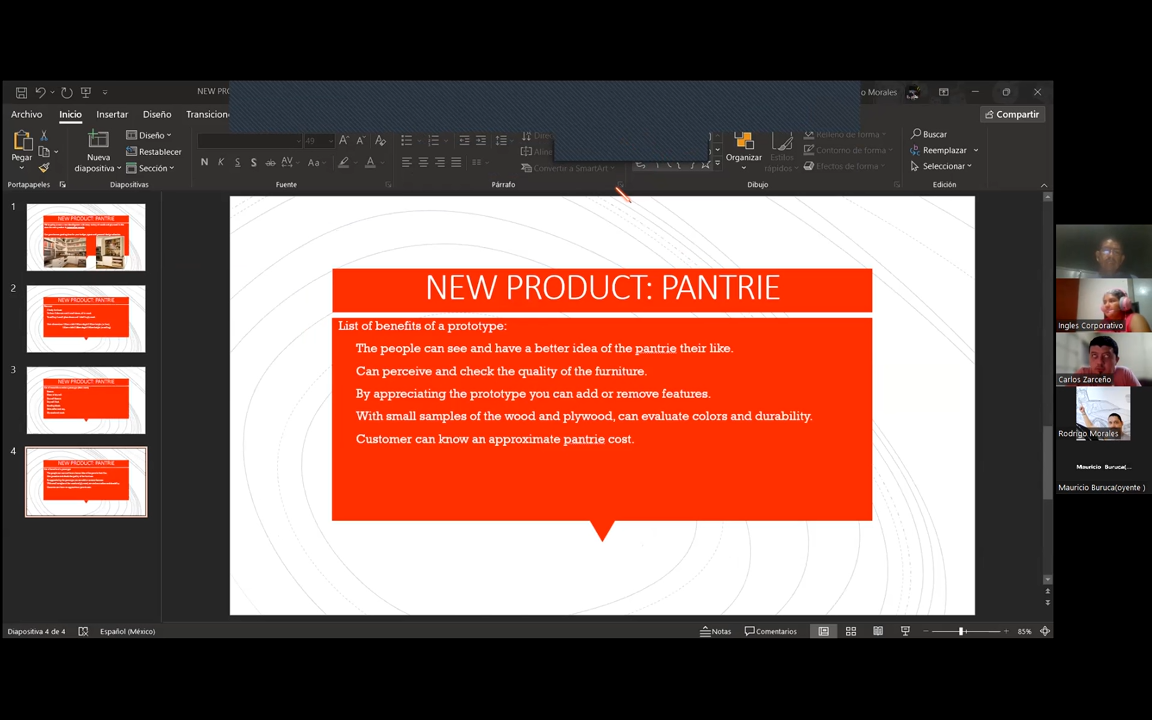 NEW PRO
o Morales
Archivo Inicio Insertar Diseño Transicion
Compartir
Pegar
Nueva diapositiva
Diseño
Restablecer
Sección
49
N K S ab AV Aa A
Dire
Aline
Convertir a SmartArt
Organizar
Estilos rápidos
Relleno de forma
Contorno de forma
Efectos de forma
Buscar
Reemplazar
Seleccionar
Portapapeles Diapositivas Fuente Párrafo Dibujo Edición
1
NEW PRODUCT: PANTRIE
2
NEW PRODUCT: PANTRIE
3
NEW PRODUCT: PANTRIE
4
NEW PRODUCT: PANTRIE
NEW PRODUCT: PANTRIE
List of benefits of a prototype:
The people can see and have a better idea of the pantrie their like.
Can perceive and check the quality of the furniture.
By appreciating the prototype you can add or remove features.
With small samples of the wood and plywood, can evaluate colors and durability.
Customer can know an approximate pantrie cost.
Ingles Corporativo
Carlos Zarceño
Rodrigo Morales
Mauricio Buruca(...
Mauricio Buruca(oyente )
Diapositiva 4 de 4 Español (México) Notas Comentarios 85%